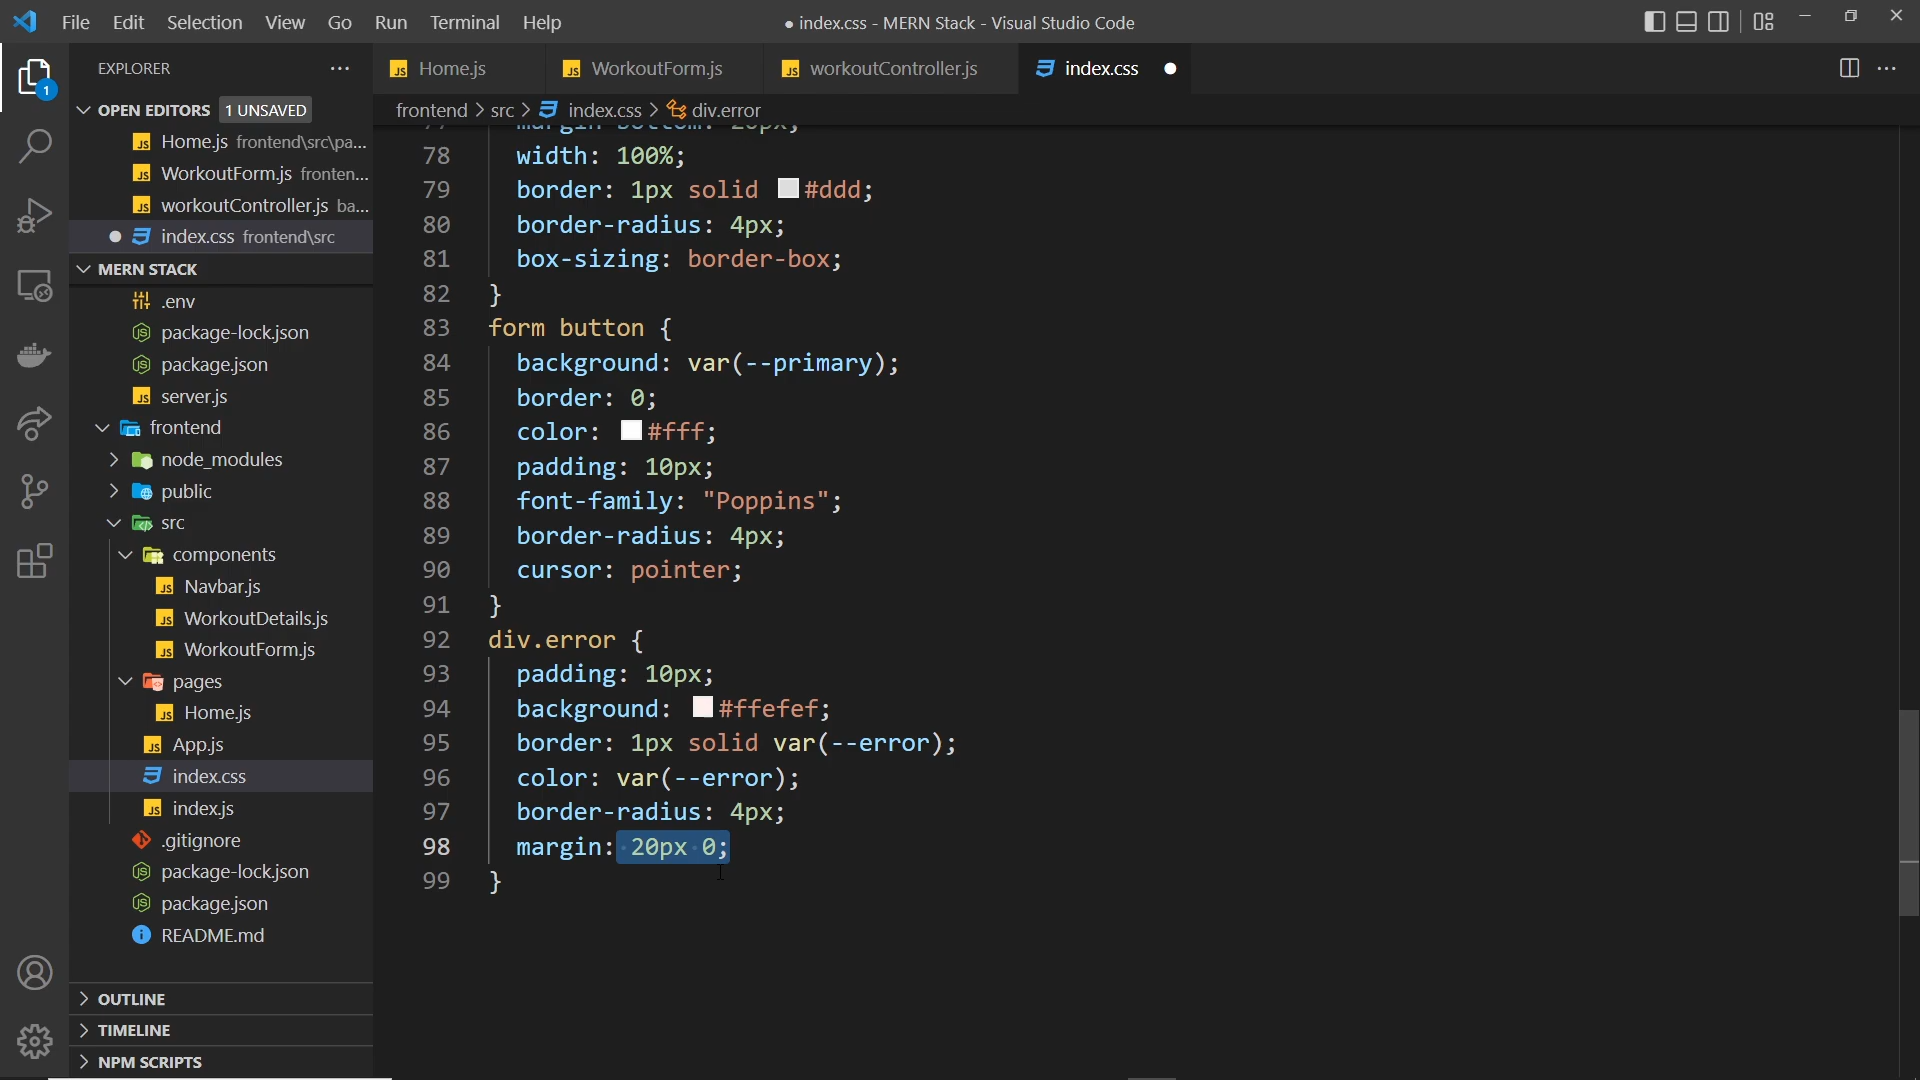 File Edit Selection View Go Run Terminal Help
● index.css - MERN Stack - Visual Studio Code
EXPLORER
1
OPEN EDITORS 1 UNSAVED
Home.js frontend\src\pa...
WorkoutForm.js fronten...
workoutController.js ba...
index.css frontend\src
MERN STACK
.env
package-lock.json
package.json
server.js
frontend
node_modules
public
src
components
Navbar.js
WorkoutDetails.js
WorkoutForm.js
pages
Home.js
App.js
index.css
index.js
.gitignore
package-lock.json
package.json
README.md
OUTLINE
TIMELINE
NPM SCRIPTS
Home.js WorkoutForm.js workoutController.js index.css
frontend > src > index.css > div.error
77 margin-bottom: 20px;
78 width: 100%;
79 border: 1px solid #ddd;
80 border-radius: 4px;
81 box-sizing: border-box;
82 }
83 form button {
84 background: var(--primary);
85 border: 0;
86 color: #fff;
87 padding: 10px;
88 font-family: "Poppins";
89 border-radius: 4px;
90 cursor: pointer;
91 }
92 div.error {
93 padding: 10px;
94 background: #ffefef;
95 border: 1px solid var(--error);
96 color: var(--error);
97 border-radius: 4px;
98 margin: 20px 0;
99 }